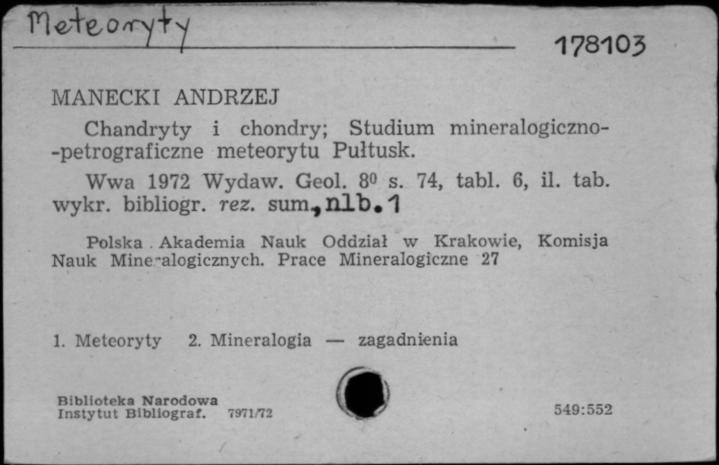 Meteoryty
178103
MANECKI ANDRZEJ
Chandryty i chondry; Studium mineralogiczno-
-petrograficzne meteorytu Pułtusk.
Wwa 1972 Wydaw. Geol. 8⁰ s. 74, tabl. 6, il. tab.
wykr. bibliogr. rez. sum., nlb. 1
Polska Akademia Nauk Oddział w Krakowie, Komisja
Nauk Mineralogicznych. Prace Mineralogiczne 27
1. Meteoryty 2. Mineralogia — zagadnienia
Biblioteka Narodowa
Instytut Bibliograf. 7971/72
549:552